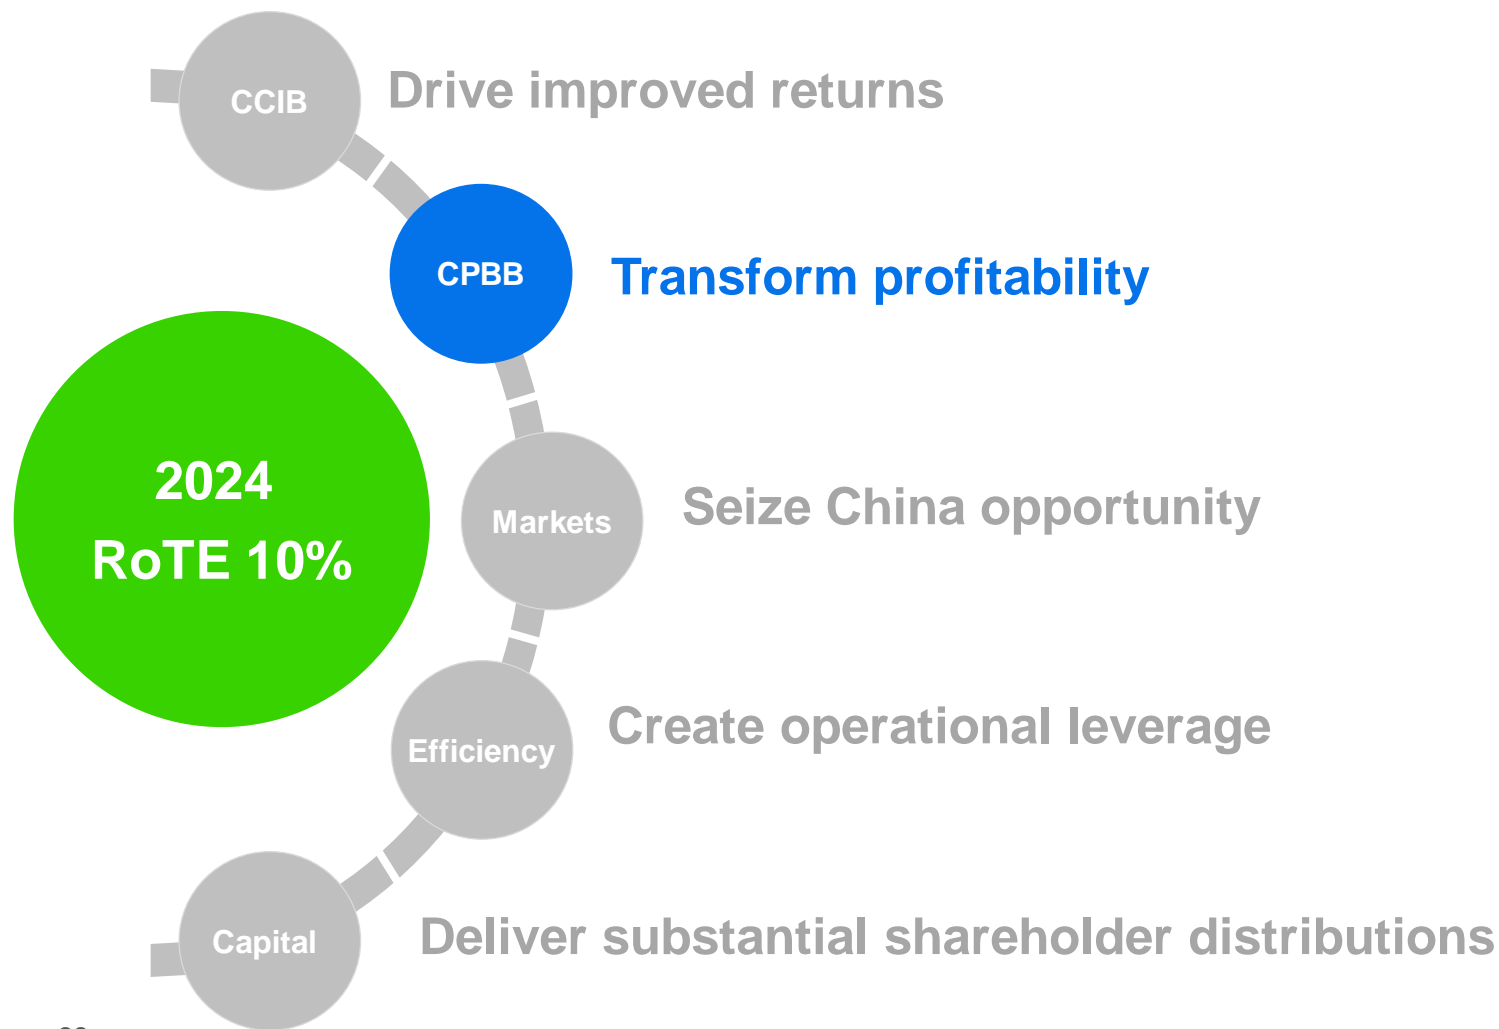 CCIB
Drive improved returns
CPBB
Transform profitability
2024
RoTE 10%
Markets
Seize China opportunity
Efficiency
Create operational leverage
Capital
Deliver substantial shareholder distributions